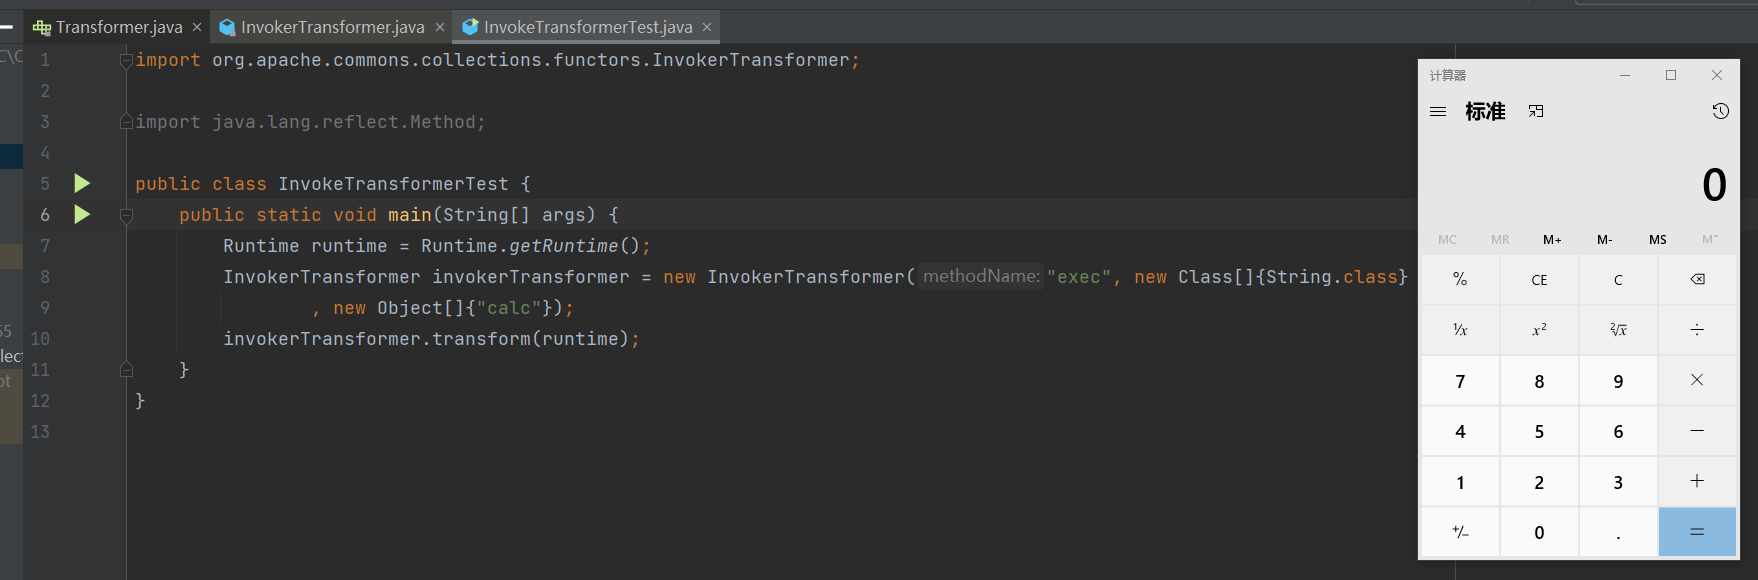 Transformer.java
InvokerTransformer.java
InvokeTransformerTest.java
1 import org.apache.commons.collections.functors.InvokerTransformer;
2
3 import java.lang.reflect.Method;
4
5 public class InvokeTransformerTest {
6 public static void main(String[] args) {
7 Runtime runtime = Runtime.getRuntime();
8 InvokerTransformer invokerTransformer = new InvokerTransformer( methodName: "exec", new Class[]{String.class}
9 , new Object[]{"calc"});
10 invokerTransformer.transform(runtime);
11 }
12 }
13
C\C
55
lect
ot
计算器
标准
0
MC MR M+ M- MS M˅
% CE C
¹⁄x x² ²√x ÷
7 8 9 ×
4 5 6 −
1 2 3 +
+/− 0 . =